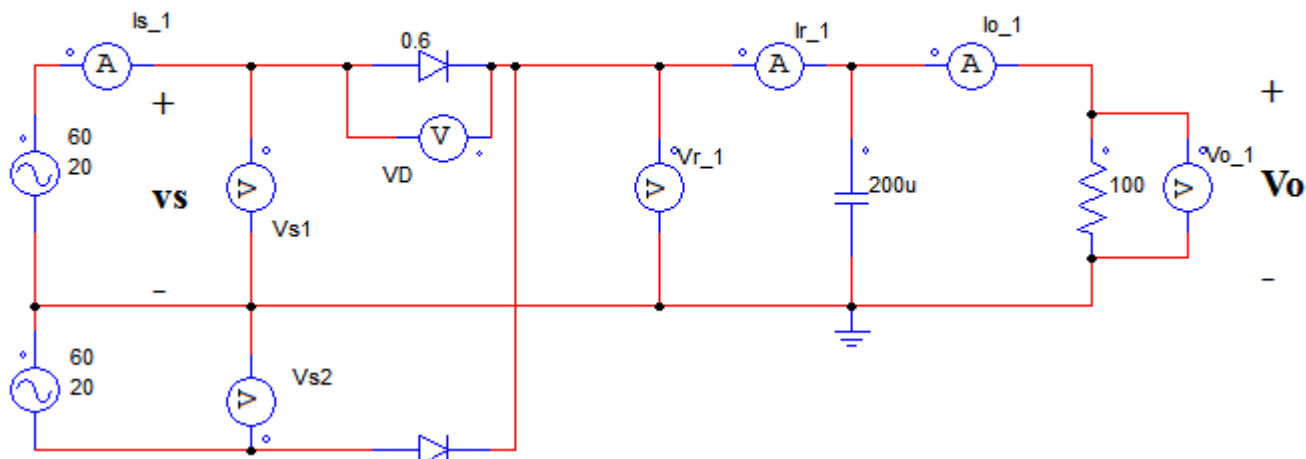 Is_1
0.6
Ir_1
Io_1
A
A
A
+
+
60
20
V
VD
vs
V
Vs1
Vr_1
V
200u
100
Vo_1
V
Vo
-
-
60
20
V
Vs2